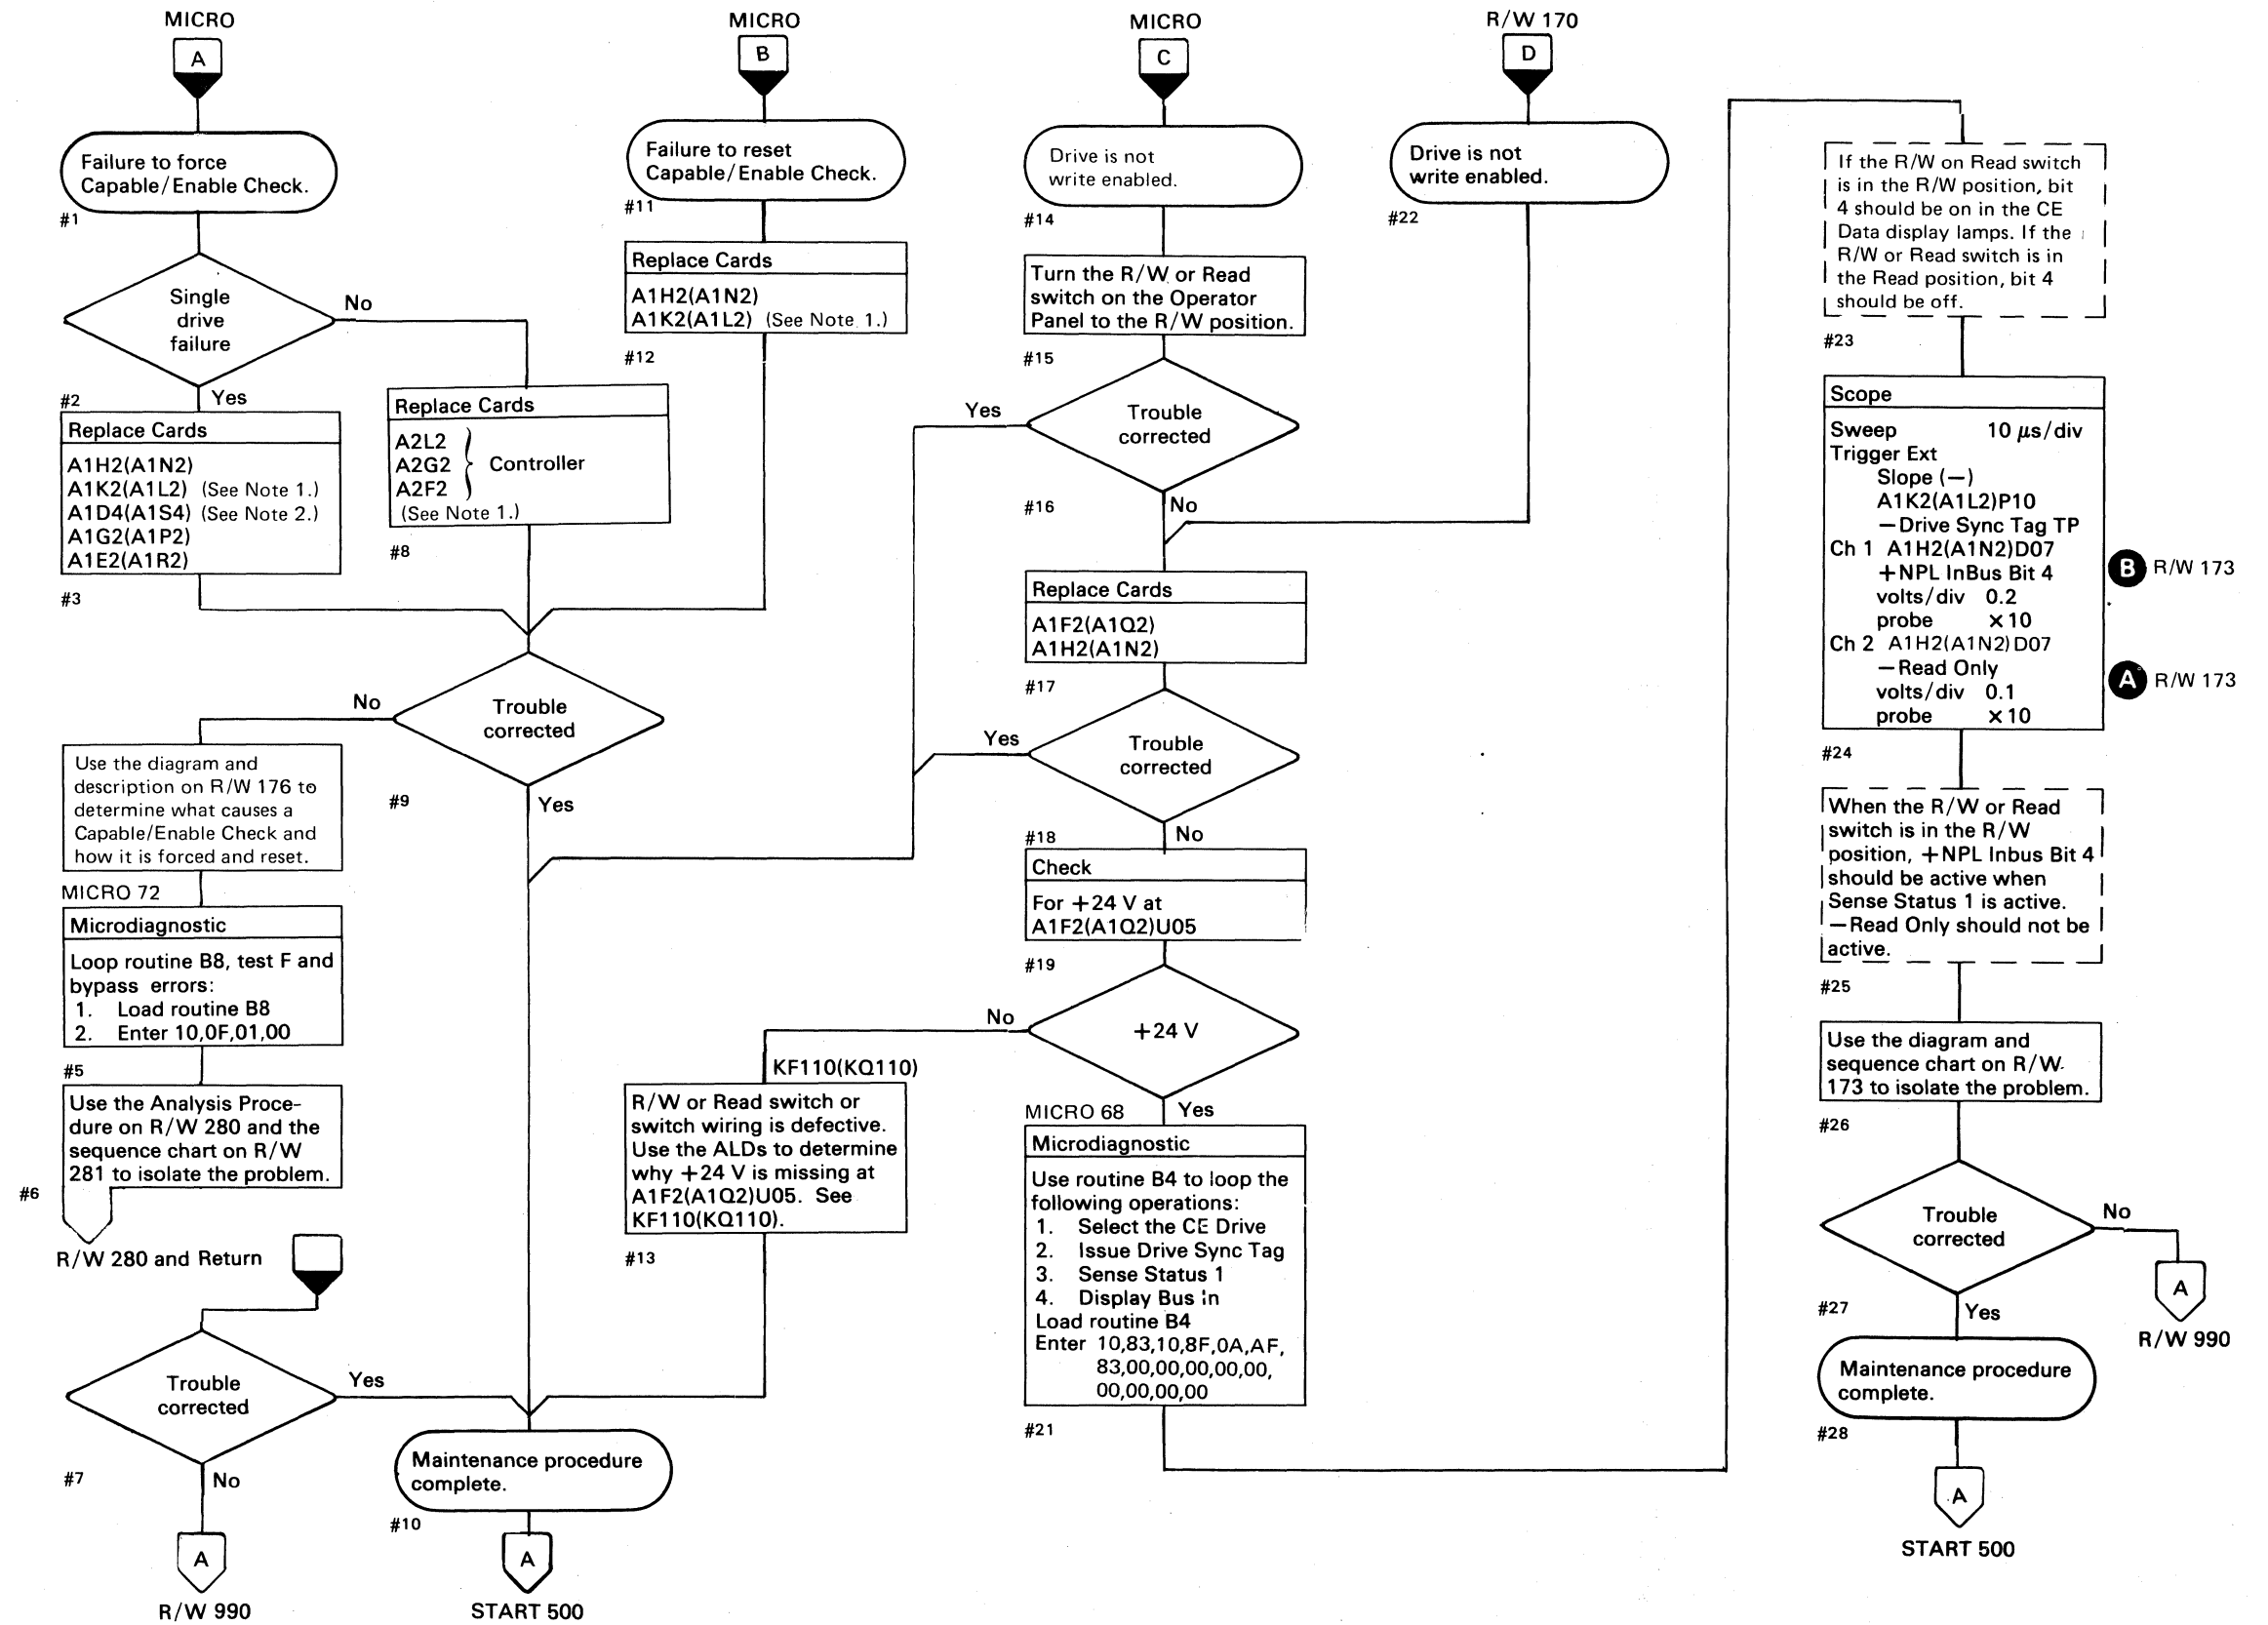 MICRO
A
Failure to force
Capable/Enable Check.
#1
Single
drive
failure
No
Yes
#2
Replace Cards
A1H2(A1N2)
A1K2(A1L2) (See Note 1.)
A1D4(A1S4) (See Note 2.)
A1G2(A1P2)
A1E2(A1R2)
#3
Replace Cards
A2L2
A2G2
A2F2
Controller
(See Note 1.)
#8
Trouble
corrected
No
Yes
#9
Use the diagram and
description on R/W 176 to
determine what causes a
Capable/Enable Check and
how it is forced and reset.
MICRO 72
Microdiagnostic
Loop routine B8, test F and
bypass errors:
1. Load routine B8
2. Enter 10,0F,01,00
#5
Use the Analysis Proce-
dure on R/W 280 and the
sequence chart on R/W
281 to isolate the problem.
#6
R/W 280 and Return
Trouble
corrected
Yes
#7
No
A
R/W 990
Maintenance procedure
complete.
#10
A
START 500
MICRO
B
Failure to reset
Capable/Enable Check.
#11
Replace Cards
A1H2(A1N2)
A1K2(A1L2) (See Note 1.)
#12
MICRO
C
Drive is not
write enabled.
#14
Turn the R/W or Read
switch on the Operator
Panel to the R/W position.
#15
Trouble
corrected
Yes
#16
No
Replace Cards
A1F2(A1Q2)
A1H2(A1N2)
#17
Trouble
corrected
Yes
#18
No
Check
For +24 V at
A1F2(A1Q2)U05
#19
+24 V
No
KF110(KQ110)
R/W or Read switch or
switch wiring is defective.
Use the ALDs to determine
why +24 V is missing at
A1F2(A1Q2)U05. See
KF110(KQ110).
#13
Yes
MICRO 68
Microdiagnostic
Use routine B4 to loop the
following operations:
1. Select the CE Drive
2. Issue Drive Sync Tag
3. Sense Status 1
4. Display Bus In
Load routine B4
Enter 10,83,10,8F,0A,AF,
83,00,00,00,00,00,
00,00,00,00
#21
R/W 170
D
Drive is not
write enabled.
#22
If the R/W on Read switch
is in the R/W position, bit
4 should be on in the CE
Data display lamps. If the
R/W or Read switch is in
the Read position, bit 4
should be off.
#23
Scope
Sweep 10 μs/div
Trigger Ext
Slope (—)
A1K2(A1L2)P10
—Drive Sync Tag TP
Ch 1 A1H2(A1N2)D07
+NPL InBus Bit 4
volts/div 0.2
probe ×10
Ch 2 A1H2(A1N2)D07
—Read Only
volts/div 0.1
probe ×10
B R/W 173
A R/W 173
#24
When the R/W or Read
switch is in the R/W
position, +NPL Inbus Bit 4
should be active when
Sense Status 1 is active.
—Read Only should not be
active.
#25
Use the diagram and
sequence chart on R/W
173 to isolate the problem.
#26
Trouble
corrected
No
A
R/W 990
#27
Yes
Maintenance procedure
complete.
#28
A
START 500